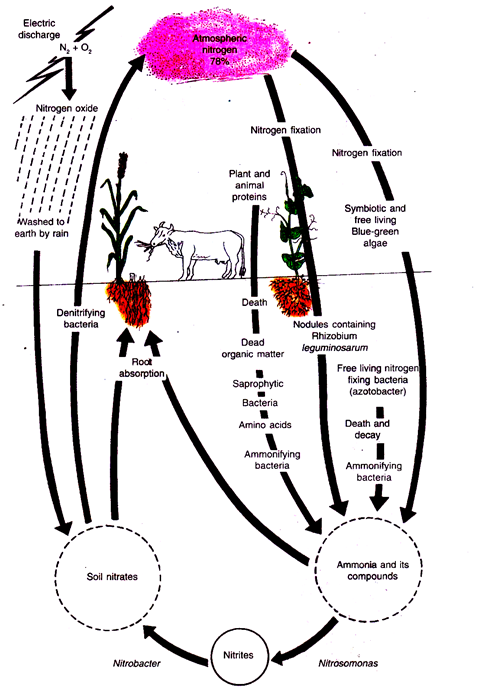 Electric
discharge
N₂ + O₂
Atmospheric
nitrogen
78%
Nitrogen oxide
Nitrogen fixation
Nitrogen fixation
Plant and
animal
proteins
Symbiotic and
free living
Blue-green
algae
Washed to
earth by rain
Denitrifying
bacteria
Death
Nodules containing
Rhizobium
leguminosarum
Root
absorption
Dead
organic matter
Free living nitrogen
fixing bacteria
(azotobacter)
Saprophytic
Bacteria
Amino acids
Death and
decay
Ammonifying
bacteria
Ammonifying
bacteria
Soil nitrates
Ammonia and its
compounds
Nitrites
Nitrobacter
Nitrosomonas